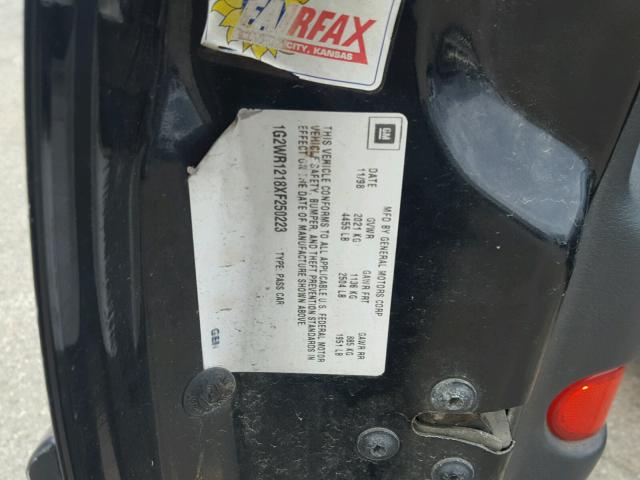 FAIRFAX
CITY, KANSAS
GM
MFD BY GENERAL MOTORS CORP
DATE GVWR GAWR FRT GAWR RR
11/98 2021 KG 1136 KG 885 KG
4455 LB 2504 LB 1951 LB
THIS VEHICLE CONFORMS TO ALL APPLICABLE U.S. FEDERAL MOTOR
VEHICLE SAFETY, BUMPER, AND THEFT PREVENTION STANDARDS IN
EFFECT ON THE DATE OF MANUFACTURE SHOWN ABOVE.
1G2WR1218XF250223 TYPE: PASS CAR